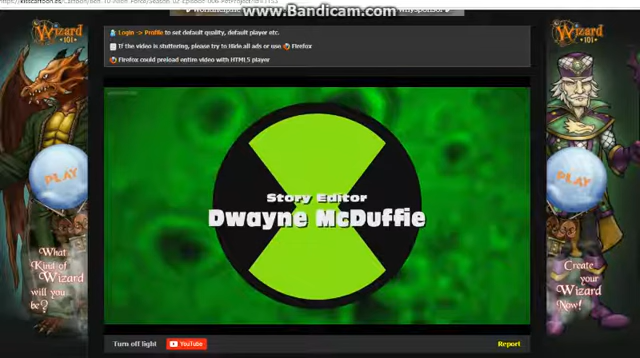 www.Bandicam.com
Login -> Profile to set default quality, default player etc.
If the video is stuttering, please try to Hide all ads or use Firefox
Firefox could preload entire video with HTML5 player
Wizard
101
PLAY
What
Kind of
Wizard
will you
be?
Story Editor
Dwayne McDuffie
Wizard
101
PLAY
Create
your
Wizard
Now!
Turn off light
YouTube
Report